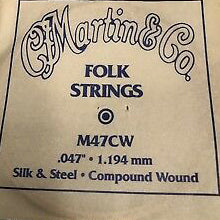 C.F. Martin & Co.
FOLK
STRINGS
M47CW
.047" • 1.194 mm
Silk & Steel • Compound Wound